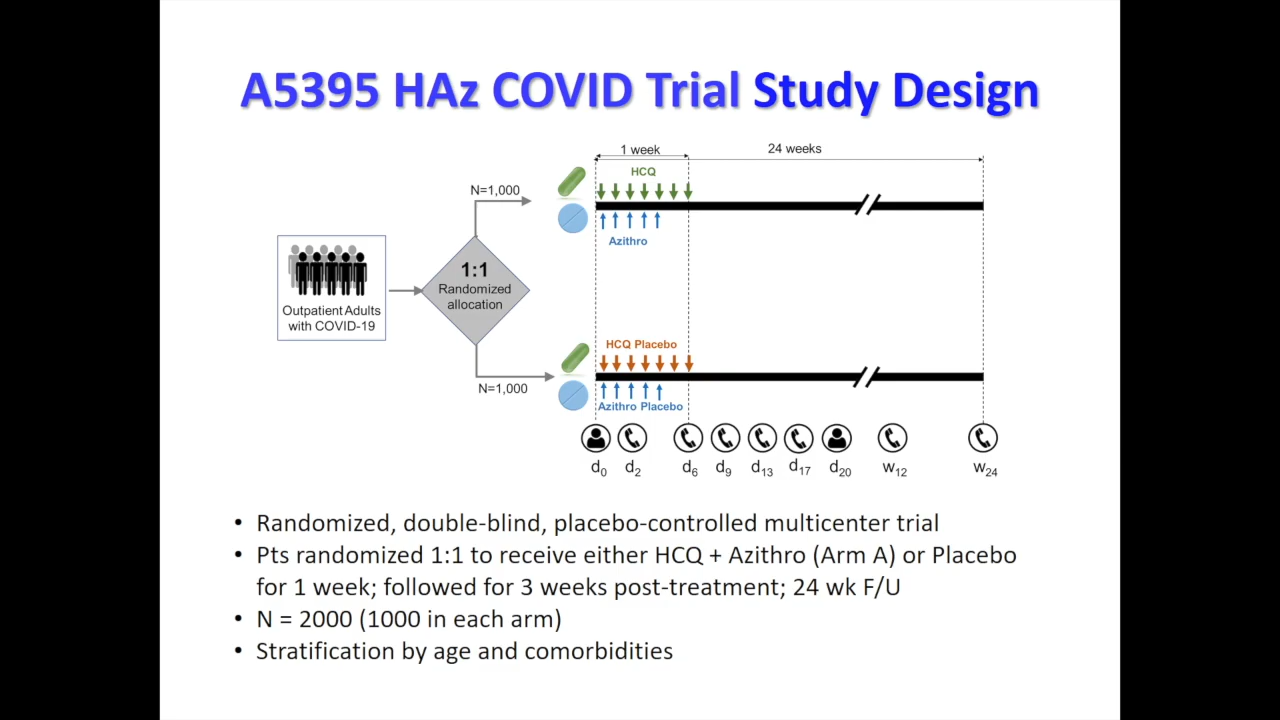 A5395 HAz COVID Trial Study Design
1 week
24 weeks
HCQ
N=1,000
Azithro
1:1
Randomized
allocation
Outpatient Adults
with COVID-19
HCQ Placebo
N=1,000
Azithro Placebo
d0 d2 d6 d9 d13 d17 d20 w12 w24
• Randomized, double-blind, placebo-controlled multicenter trial
• Pts randomized 1:1 to receive either HCQ + Azithro (Arm A) or Placebo
for 1 week; followed for 3 weeks post-treatment; 24 wk F/U
• N = 2000 (1000 in each arm)
• Stratification by age and comorbidities